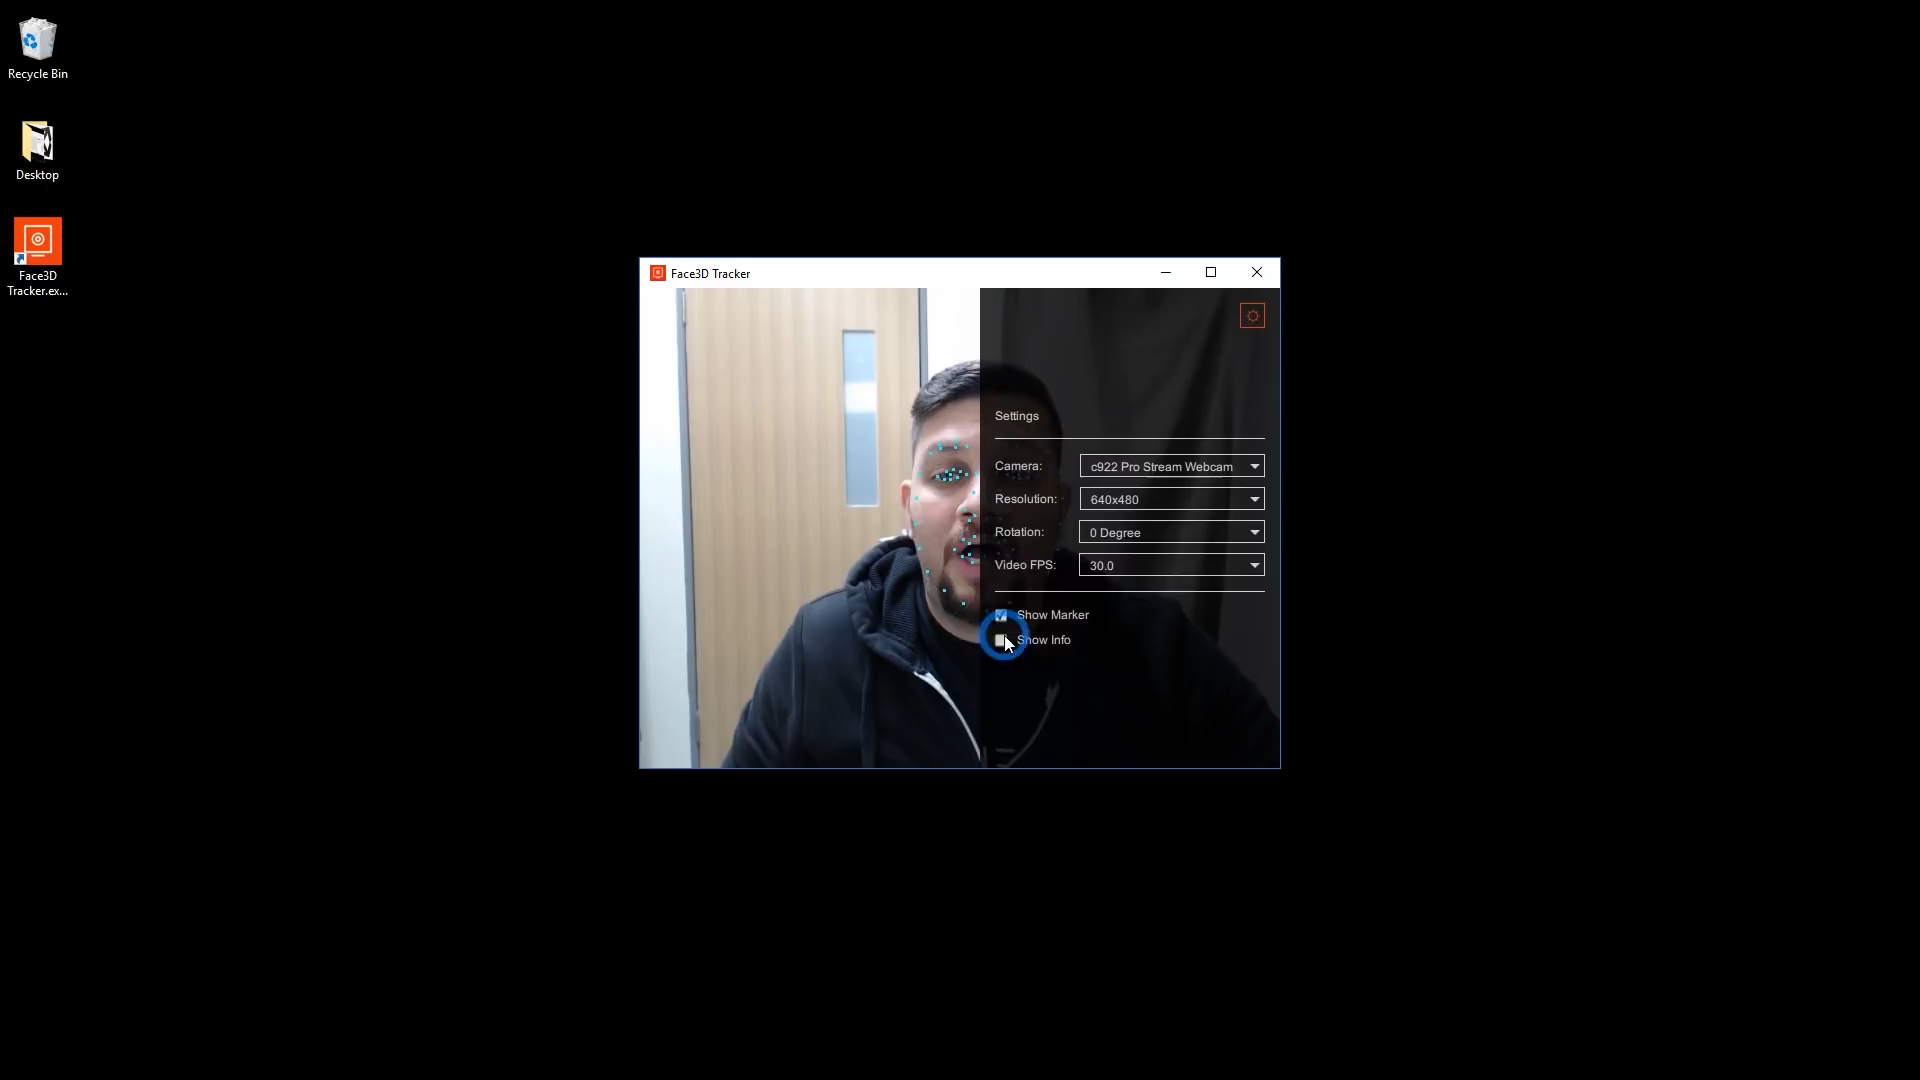 Recycle Bin
Desktop
Face3D
Tracker.ex...
Face3D Tracker
Settings
Camera: c922 Pro Stream Webcam
Resolution: 640x480
Rotation: 0 Degree
Video FPS: 30.0
Show Marker
Show Info